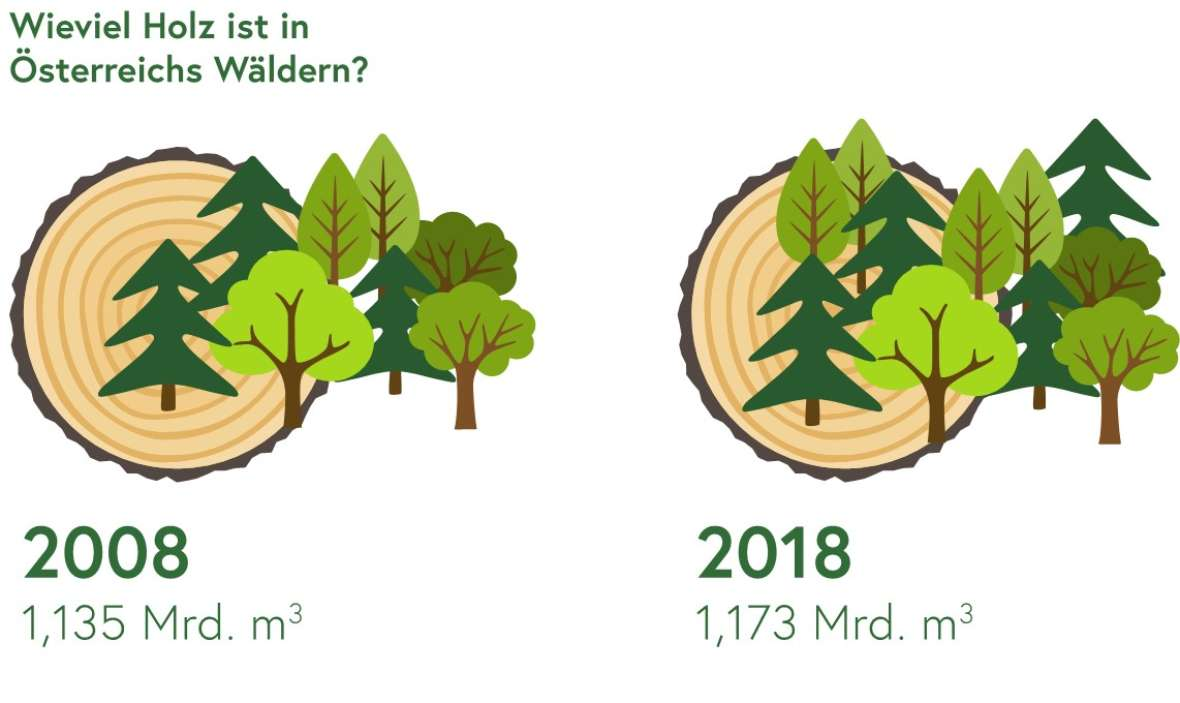 Wieviel Holz ist in
Österreichs Wäldern?
2008
1,135 Mrd. m³
2018
1,173 Mrd. m³